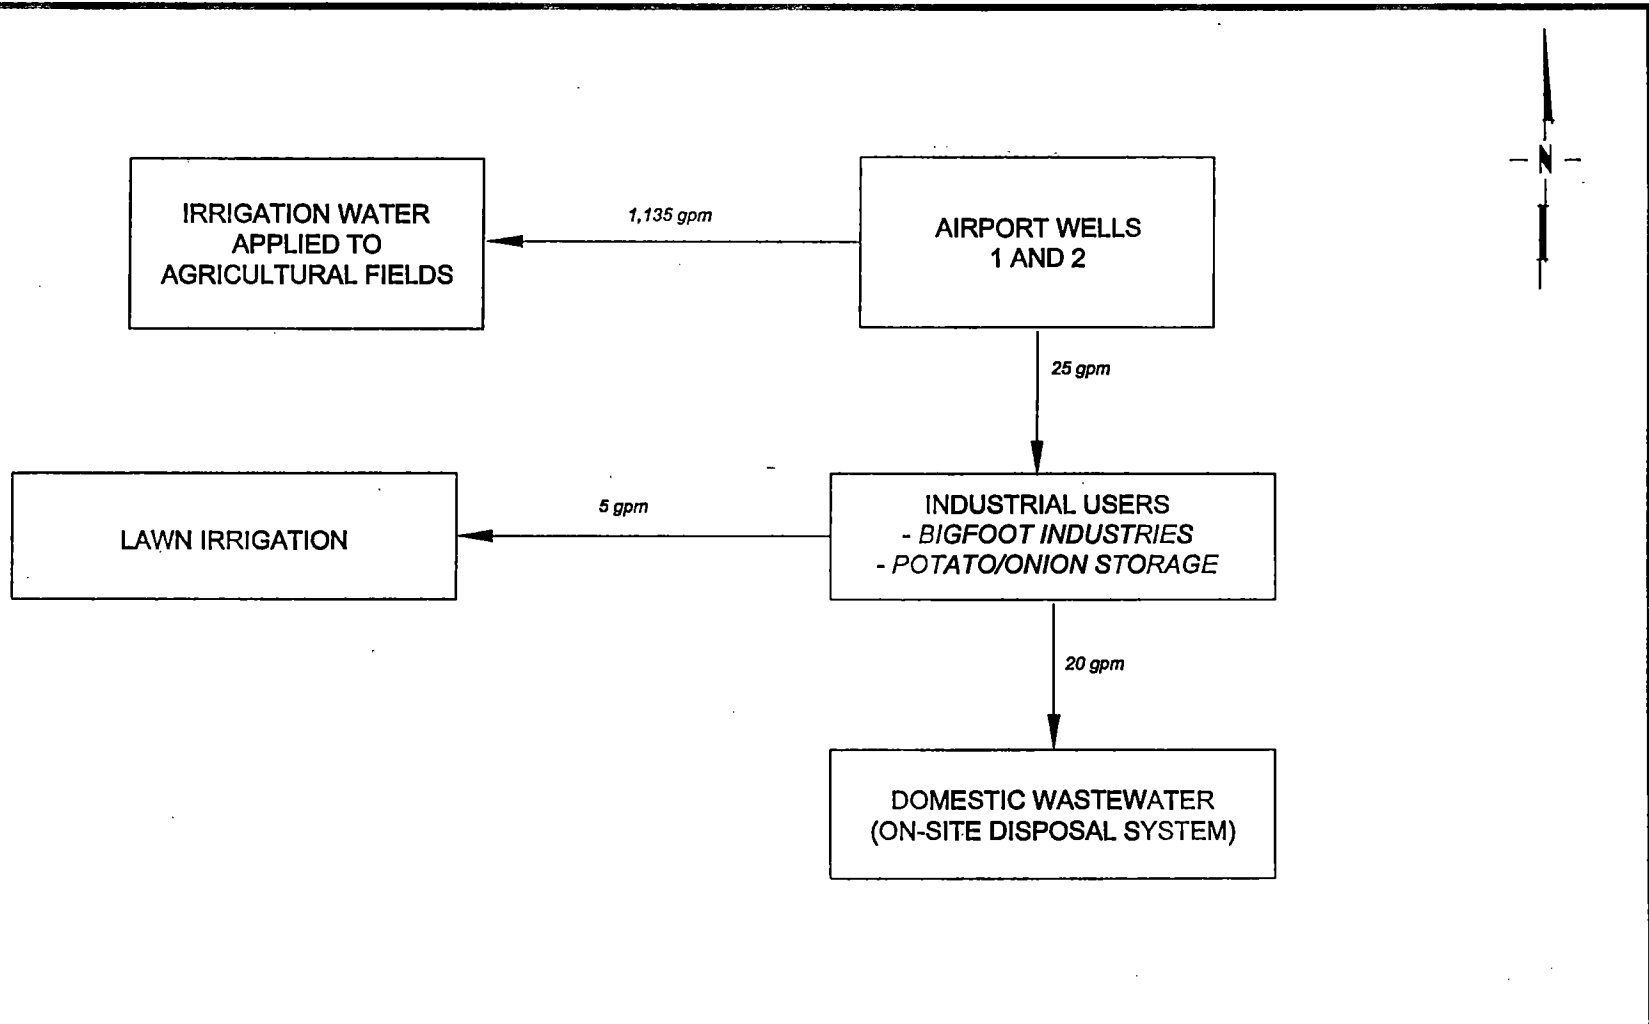 IRRIGATION WATER
APPLIED TO
AGRICULTURAL FIELDS
1,135 gpm
AIRPORT WELLS
1 AND 2
- N -
25 gpm
LAWN IRRIGATION
5 gpm
INDUSTRIAL USERS
- BIGFOOT INDUSTRIES
- POTATO/ONION STORAGE
20 gpm
DOMESTIC WASTEWATER
(ON-SITE DISPOSAL SYSTEM)